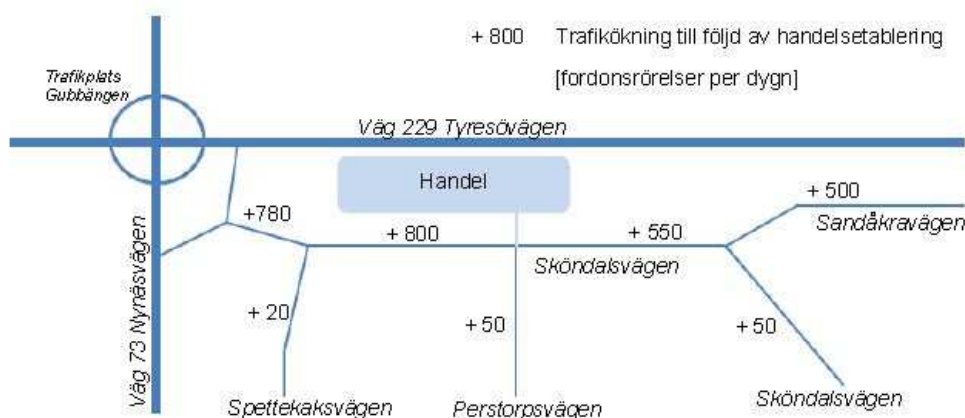 + 800 Trafikökning till följd av handelsetablering
[fordonsrörelser per dygn]
Trafikplats
Gubbängen
Väg 229 Tyresövägen
Handel
+ 500
Sandåkravägen
+780
+ 800
+ 550
Sköndalsvägen
Väg 73 Nynäsvägen
+ 20
+ 50
+ 50
Spettekaksvägen
Perstorpsvägen
Sköndalsvägen